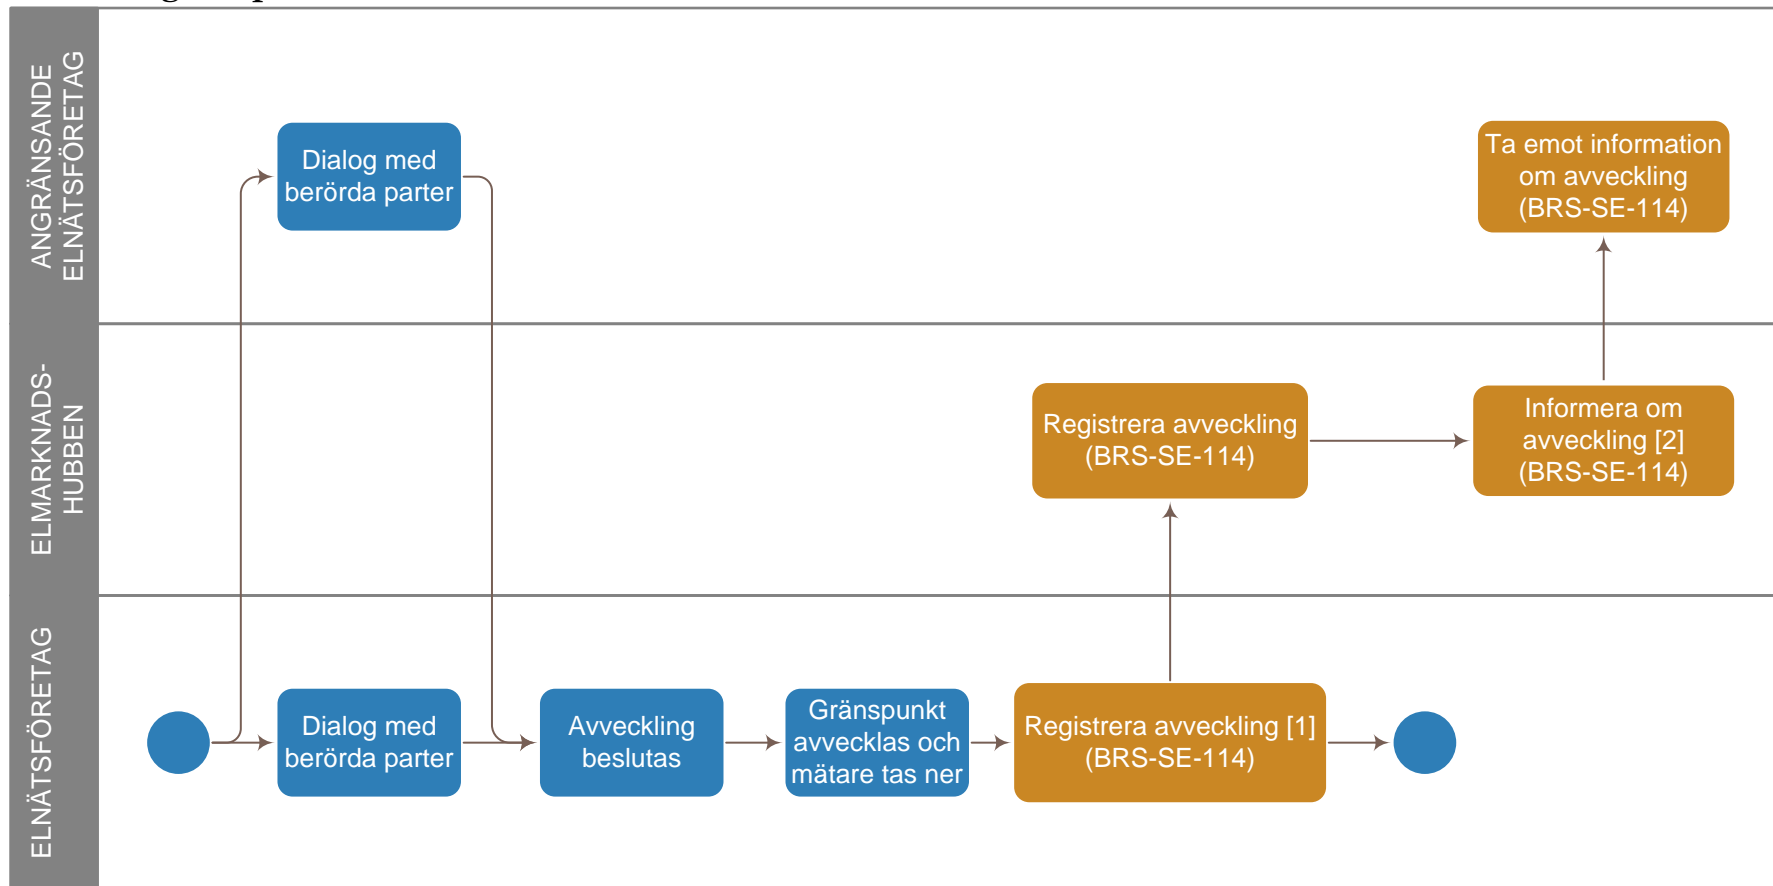 ANGRÄNSANDE
ELNÄTSFÖRETAG
Dialog med
berörda parter
Ta emot information
om avveckling
(BRS-SE-114)
ELMARKNADS-
HUBBEN
Registrera avveckling
(BRS-SE-114)
Informera om
avveckling [2]
(BRS-SE-114)
ELNÄTSFÖRETAG
Dialog med
berörda parter
Avveckling
beslutas
Gränspunkt
avvecklas och
mätare tas ner
Registrera avveckling [1]
(BRS-SE-114)